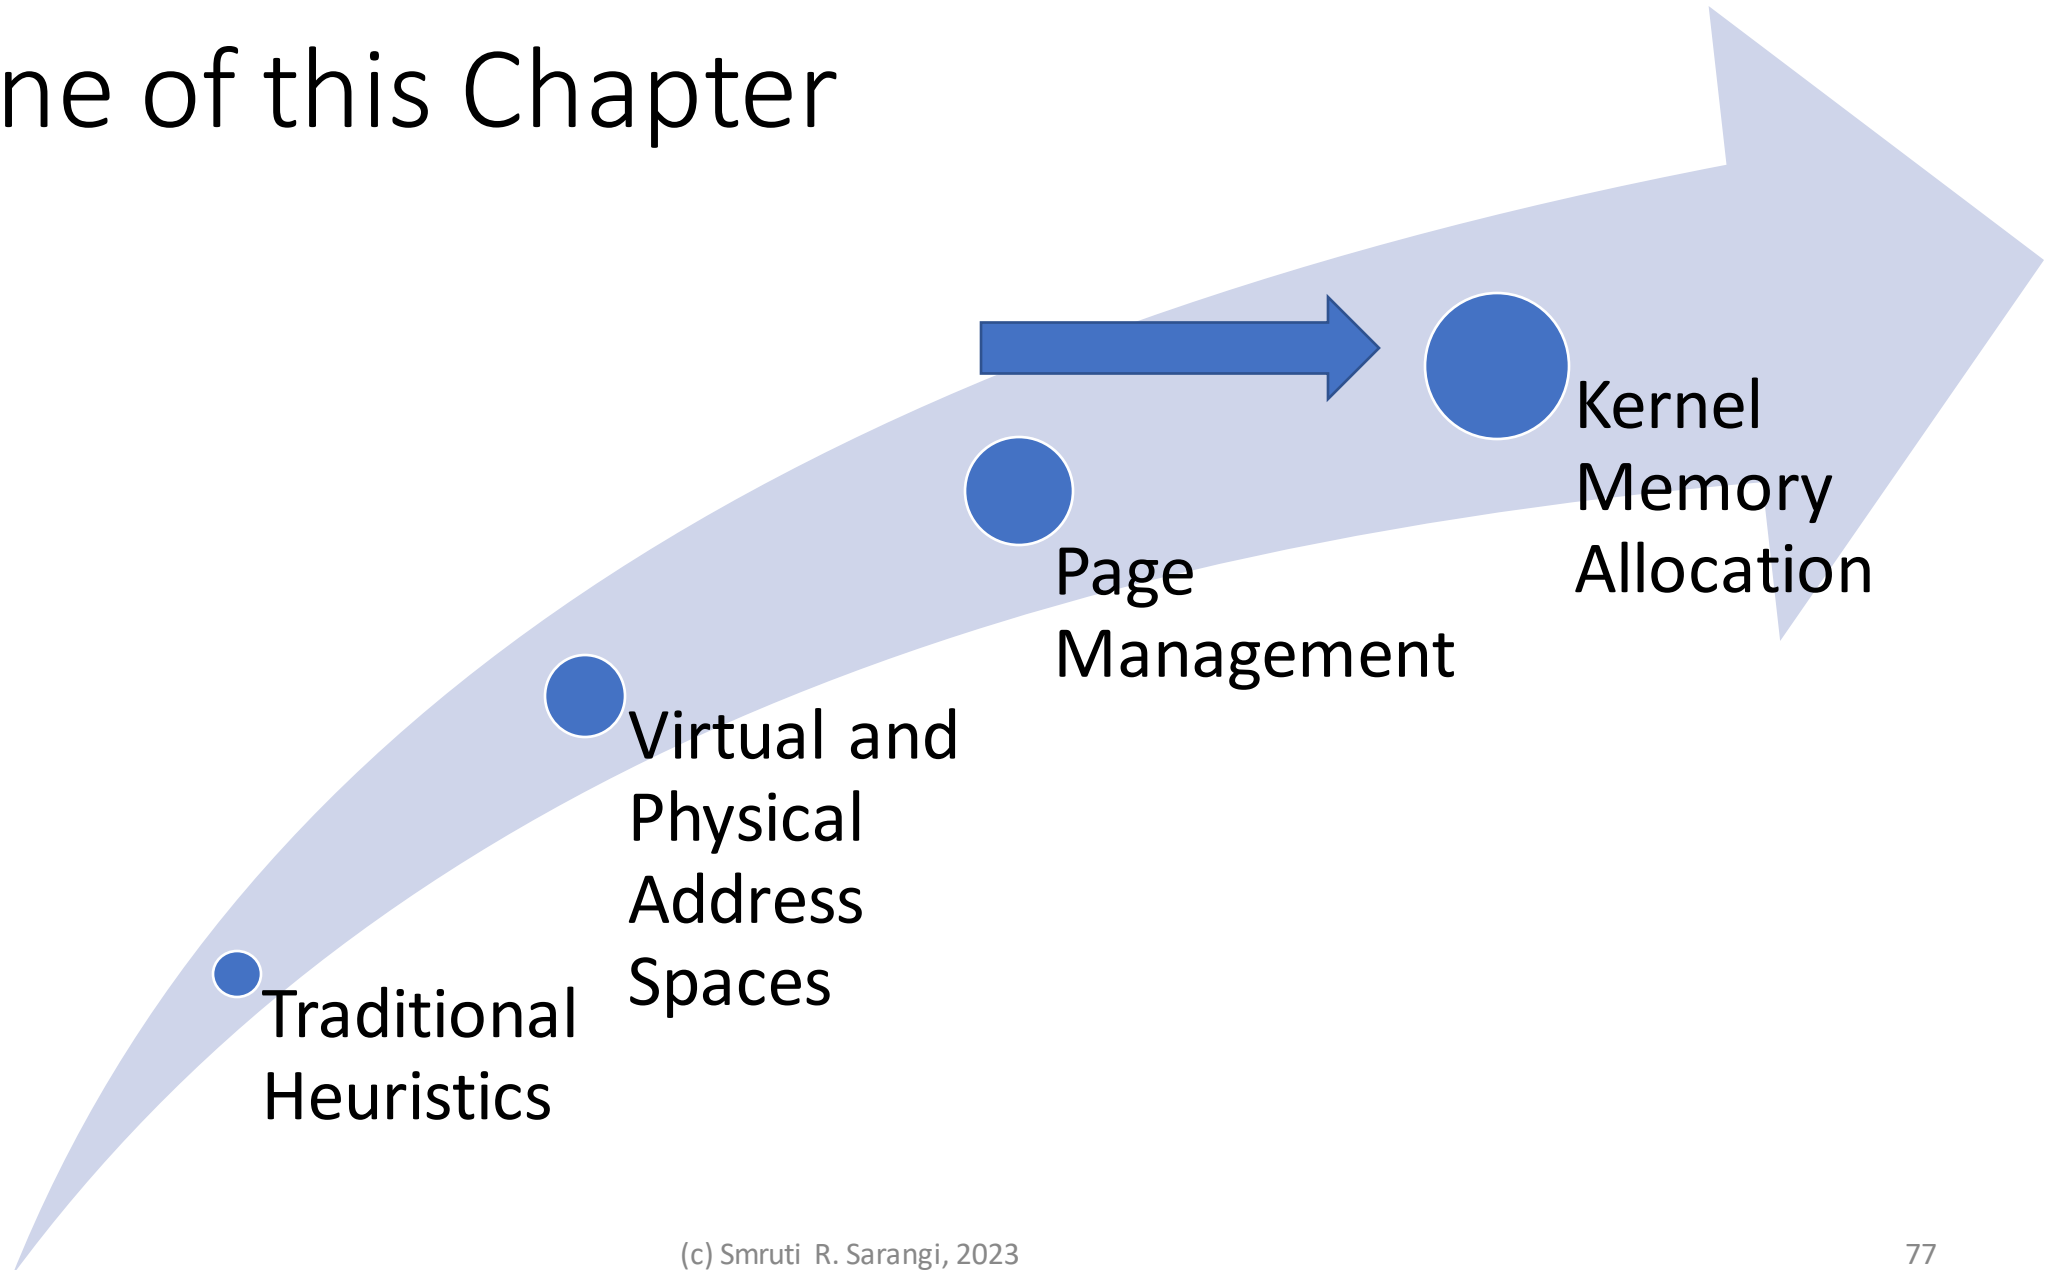 ne of this Chapter
Kernel
Memory
Allocation
Page
Management
Virtual and
Physical
Address
Spaces
Traditional
Heuristics
(c) Smruti R. Sarangi, 2023
77